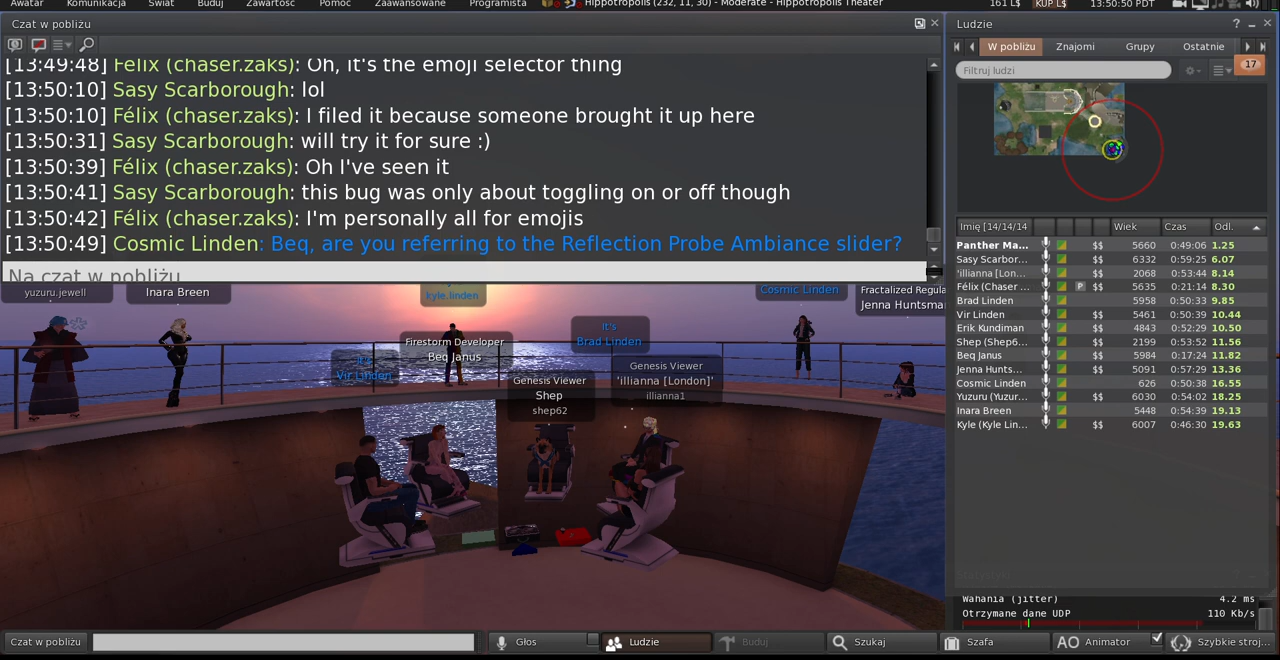 Awatar Komunikacja Świat Buduj Zawartość Pomoc Zaawansowane Programista Hippotropolis (232, 11, 30) - Moderate - Hippotropolis Theater 161 L$ KUP L$ 13:50:50 PDT
Czat w pobliżu
[13:49:48] Félix (chaser.zaks): Oh, it's the emoji selector thing
[13:50:10] Sasy Scarborough: lol
[13:50:10] Félix (chaser.zaks): I filed it because someone brought it up here
[13:50:31] Sasy Scarborough: will try it for sure :)
[13:50:39] Félix (chaser.zaks): Oh I've seen it
[13:50:41] Sasy Scarborough: this bug was only about toggling on or off though
[13:50:42] Félix (chaser.zaks): I'm personally all for emojis
[13:50:49] Cosmic Linden: Beq, are you referring to the Reflection Probe Ambiance slider?
Na czat w pobliżu
yuzuru.jewell
Inara Breen
kyle.linden
Cosmic Linden
Fractalized Regula
Jenna Huntsma
It's
Vir Linden
Firestorm Developer
Beq Janus
It's
Brad Linden
Genesis Viewer
Shep
shep62
Genesis Viewer
'illianna [London]'
illianna1
Ludzie
? _ ×
W pobliżu Znajomi Grupy Ostatnie
Filtruj ludzi
17
Imię [14/14/14 Wiek Czas Odl.
Panther Ma... $$ 5660 0:49:06 1.25
Sasy Scarbor... $$ 6332 0:59:25 6.07
'illianna [Lon... $$ 2068 0:53:44 8.14
Félix (Chaser ... P $$ 5635 0:21:14 8.30
Brad Linden 5958 0:50:33 9.85
Vir Linden $$ 5461 0:50:39 10.44
Erik Kundiman $$ 4843 0:52:29 10.50
Shep (Shep6... $$ 2199 0:53:52 11.56
Beq Janus $$ 5984 0:17:24 11.82
Jenna Hunts... $$ 5091 0:57:29 13.36
Cosmic Linden 626 0:50:38 16.55
Yuzuru (Yuzur... $$ 6030 0:54:02 18.25
Inara Breen 5448 0:54:39 19.13
Kyle (Kyle Lin... $$ 6007 0:46:30 19.63
Wahania (jitter) 4.2 ms
Otrzymane dane UDP 110 Kb/s
Czat w pobliżu Głos Ludzie Buduj Szukaj Szafa AO Animator Szybkie stroj...